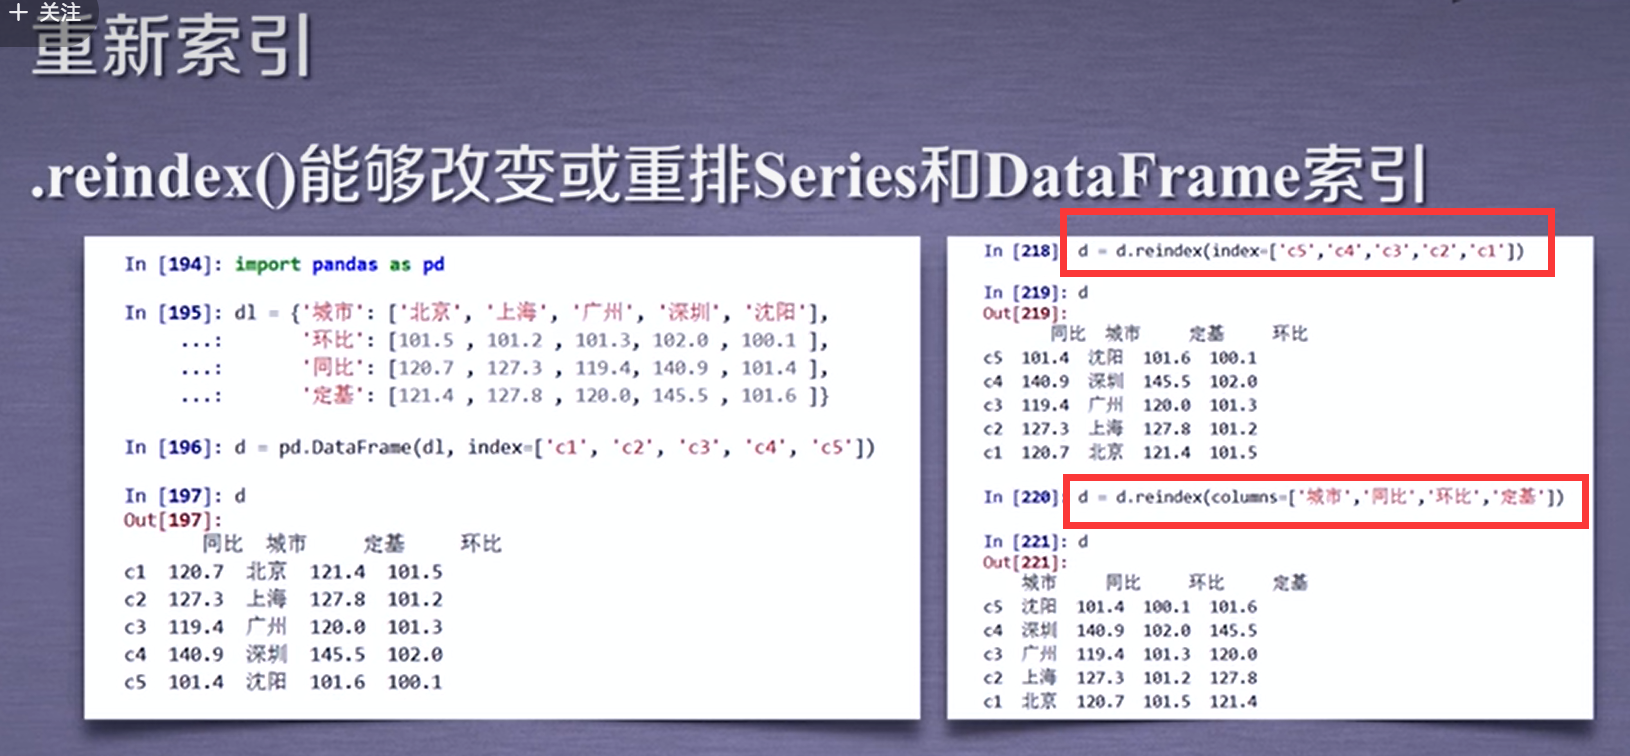 + 关注
重新索引
.reindex()能够改变或重排Series和DataFrame索引
In [194]: import pandas as pd
In [195]: dl = {'城市': ['北京', '上海', '广州', '深圳', '沈阳'],
...: '环比': [101.5 , 101.2 , 101.3, 102.0 , 100.1 ],
...: '同比': [120.7 , 127.3 , 119.4, 140.9 , 101.4 ],
...: '定基': [121.4 , 127.8 , 120.0, 145.5 , 101.6 ]}
In [196]: d = pd.DataFrame(dl, index=['c1', 'c2', 'c3', 'c4', 'c5'])
In [197]: d
Out[197]:
同比 城市 定基 环比
c1 120.7 北京 121.4 101.5
c2 127.3 上海 127.8 101.2
c3 119.4 广州 120.0 101.3
c4 140.9 深圳 145.5 102.0
c5 101.4 沈阳 101.6 100.1
In [218] d = d.reindex(index=['c5','c4','c3','c2','c1'])
In [219]: d
Out[219]:
同比 城市 定基 环比
c5 101.4 沈阳 101.6 100.1
c4 140.9 深圳 145.5 102.0
c3 119.4 广州 120.0 101.3
c2 127.3 上海 127.8 101.2
c1 120.7 北京 121.4 101.5
In [220] d = d.reindex(columns=['城市','同比','环比','定基'])
In [221]: d
Out[221]:
城市 同比 环比 定基
c5 沈阳 101.4 100.1 101.6
c4 深圳 140.9 102.0 145.5
c3 广州 119.4 101.3 120.0
c2 上海 127.3 101.2 127.8
c1 北京 120.7 101.5 121.4